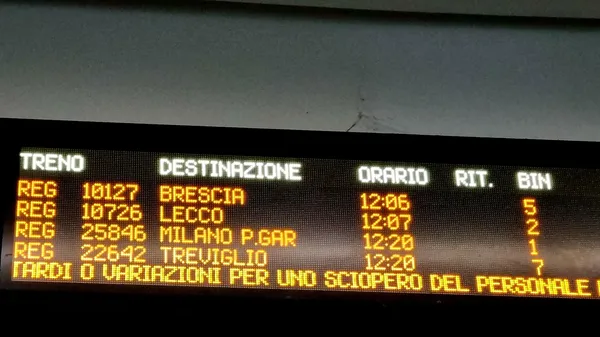 TRENO DESTINAZIONE ORARIO RIT. BIN
REG 10127 BRESCIA 12:06 5
REG 10726 LECCO 12:07 2
REG 25846 MILANO P.GAR 12:20 1
REG 22642 TREVIGLIO 12:20 7
TARDI O VARIAZIONI PER UNO SCIOPERO DEL PERSONALE